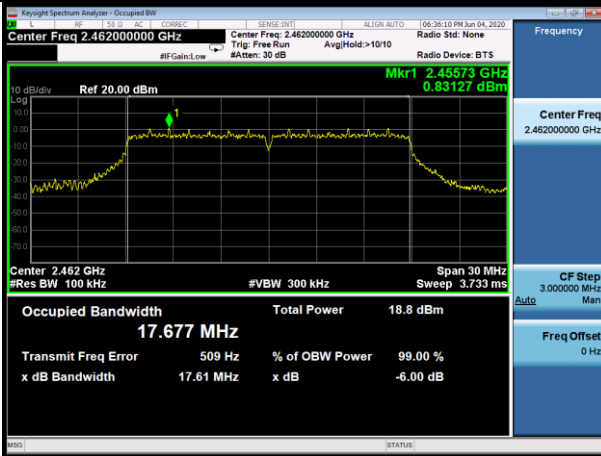 Keysight Spectrum Analyzer - Occupied BW
L RF 50 Ω AC CORREC SENSE:INT ALIGN AUTO 06:36:10 PM Jun 04, 2020
Center Freq 2.462000000 GHz
Center Freq: 2.462000000 GHz
Radio Std: None
Trig: Free Run Avg|Hold:>10/10
#IFGain:Low #Atten: 30 dB Radio Device: BTS
Frequency
Mkr1 2.45573 GHz
0.83127 dBm
10 dB/div Ref 20.00 dBm
Log
10.0
0.00
-10.0
-20.0
-30.0
-40.0
-50.0
-60.0
-70.0
1
Center 2.462 GHz Span 30 MHz
#Res BW 100 kHz #VBW 300 kHz Sweep 3.733 ms
Occupied Bandwidth Total Power 18.8 dBm
17.677 MHz
Transmit Freq Error 509 Hz % of OBW Power 99.00 %
x dB Bandwidth 17.61 MHz x dB -6.00 dB
Center Freq
2.462000000 GHz
CF Step
3.000000 MHz
Auto Man
Freq Offset
0 Hz
MSG STATUS